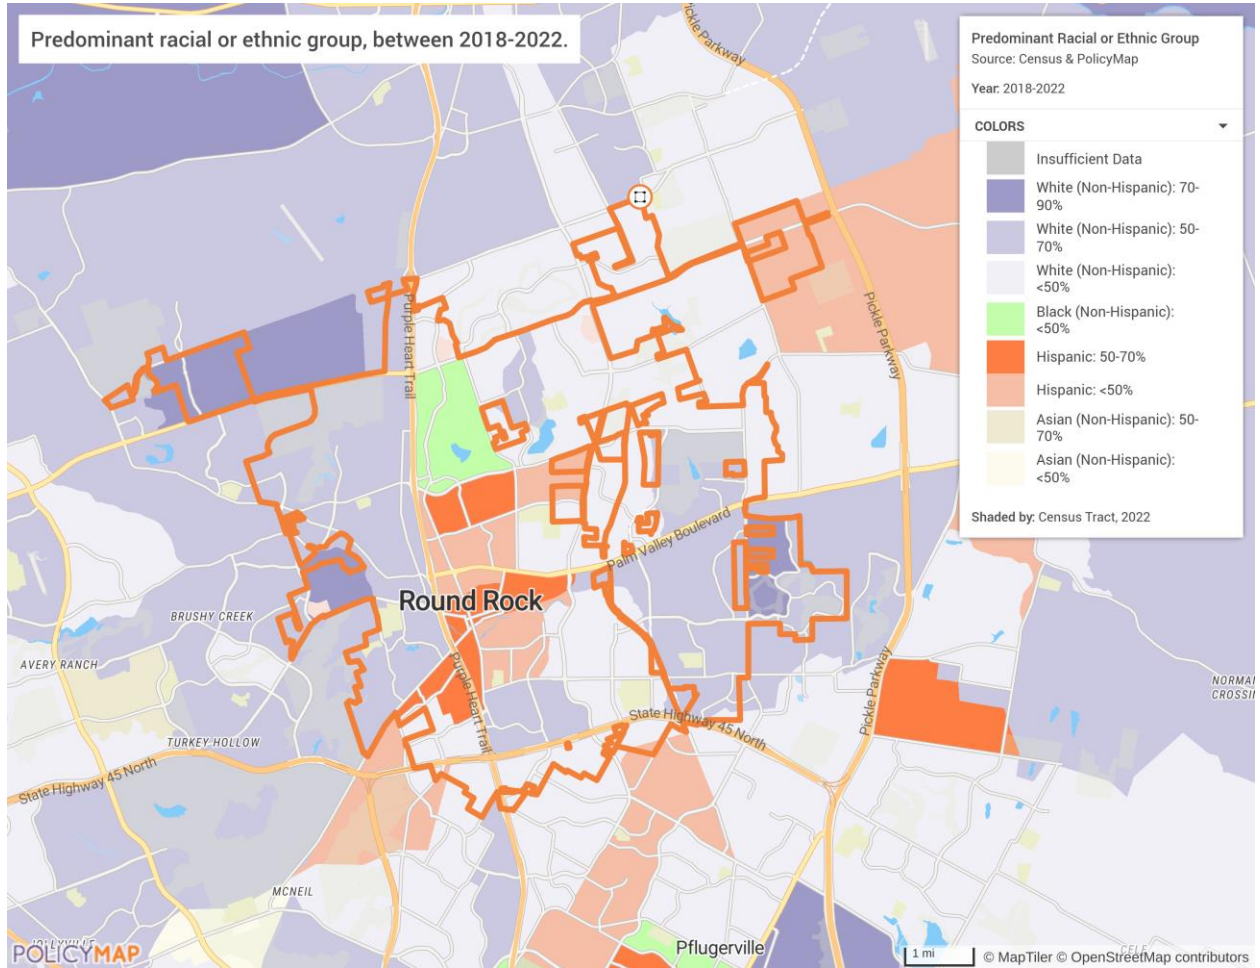 Predominant racial or ethnic group, between 2018-2022.
Predominant Racial or Ethnic Group
Source: Census & PolicyMap
Year: 2018-2022
COLORS
Insufficient Data
White (Non-Hispanic): 70-
90%
White (Non-Hispanic): 50-
70%
White (Non-Hispanic):
<50%
Black (Non-Hispanic):
<50%
Hispanic: 50-70%
Hispanic: <50%
Asian (Non-Hispanic): 50-
70%
Asian (Non-Hispanic):
<50%
Shaded by: Census Tract, 2022
Pickle Parkway
Purple Heart Trail
Pickle Parkway
Palm Valley Boulevard
Round Rock
BRUSHY CREEK
AVERY RANCH
Purple Heart Trail
Pickle Parkway
NORMAN
CROSSIN
State Highway 45 North
TURKEY HOLLOW
State Highway 45 North
MCNEIL
Pflugerville
JOLLYVILLE
CELE
POLICYMAP
1 mi
© MapTiler © OpenStreetMap contributors